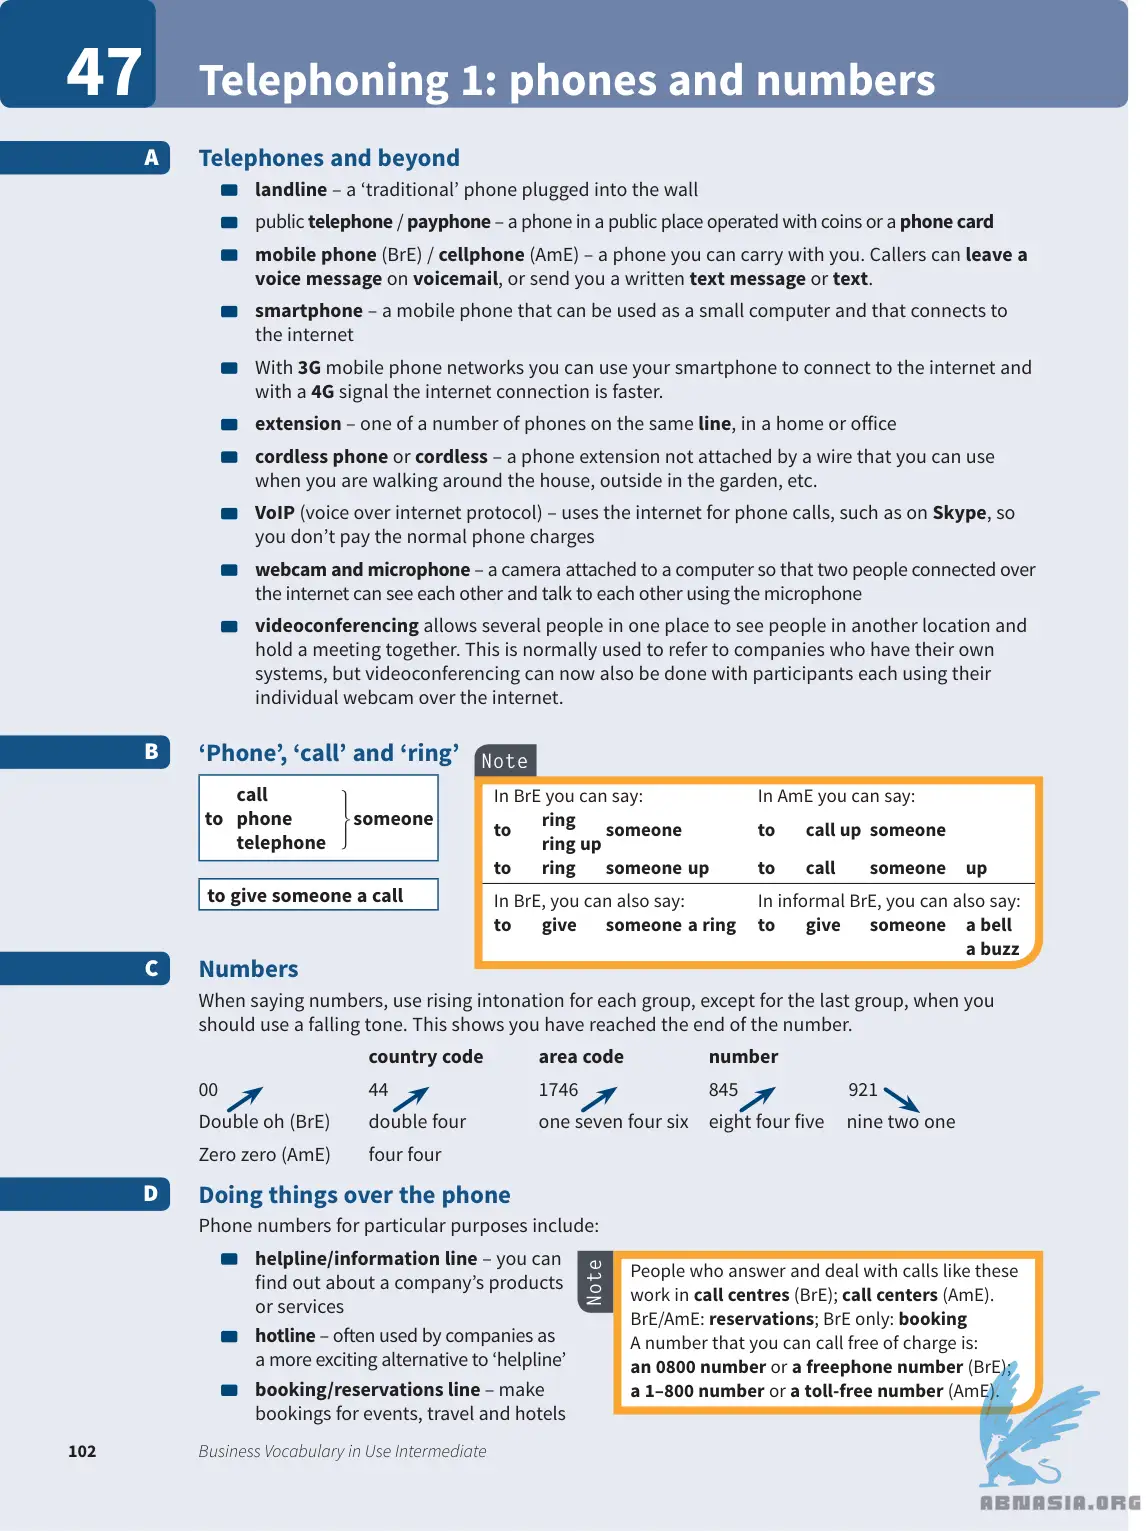 47
Telephoning 1: phones and numbers
A
Telephones and beyond
landline – a ‘traditional’ phone plugged into the wall
public telephone / payphone – a phone in a public place operated with coins or a phone card
mobile phone (BrE) / cellphone (AmE) – a phone you can carry with you. Callers can leave a
voice message on voicemail, or send you a written text message or text.
smartphone – a mobile phone that can be used as a small computer and that connects to
the internet
With 3G mobile phone networks you can use your smartphone to connect to the internet and
with a 4G signal the internet connection is faster.
extension – one of a number of phones on the same line, in a home or office
cordless phone or cordless – a phone extension not attached by a wire that you can use
when you are walking around the house, outside in the garden, etc.
VoIP (voice over internet protocol) – uses the internet for phone calls, such as on Skype, so
you don’t pay the normal phone charges
webcam and microphone – a camera attached to a computer so that two people connected over
the internet can see each other and talk to each other using the microphone
videoconferencing allows several people in one place to see people in another location and
hold a meeting together. This is normally used to refer to companies who have their own
systems, but videoconferencing can now also be done with participants each using their
individual webcam over the internet.
B
‘Phone’, ‘call’ and ‘ring’
call
to phone someone
telephone
to give someone a call
Note
In BrE you can say: In AmE you can say:
ring
to someone to call up someone
ring up
to ring someone up to call someone up
In BrE, you can also say: In informal BrE, you can also say:
to give someone a ring to give someone a bell
a buzz
C
Numbers
When saying numbers, use rising intonation for each group, except for the last group, when you
should use a falling tone. This shows you have reached the end of the number.
country code area code number
00 44 1746 845 921
Double oh (BrE) double four one seven four six eight four five nine two one
Zero zero (AmE) four four
D
Doing things over the phone
Phone numbers for particular purposes include:
helpline/information line – you can
find out about a company’s products
or services
hotline – often used by companies as
a more exciting alternative to ‘helpline’
booking/reservations line – make
bookings for events, travel and hotels
Note
People who answer and deal with calls like these
work in call centres (BrE); call centers (AmE).
BrE/AmE: reservations; BrE only: booking
A number that you can call free of charge is:
an 0800 number or a freephone number (BrE);
a 1–800 number or a toll-free number (AmE).
102
Business Vocabulary in Use Intermediate
ABNASIA.ORG